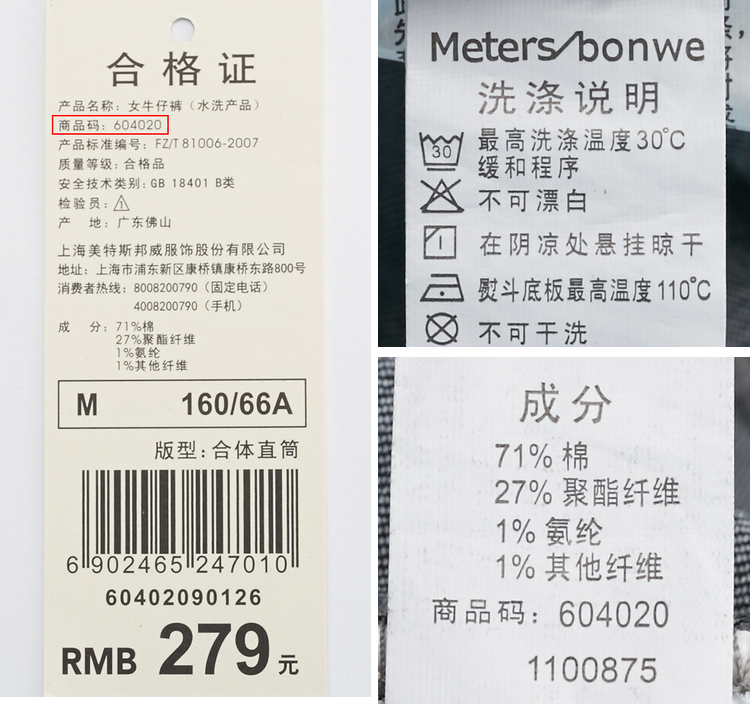 合格证
产品名称：女牛仔裤（水洗产品）
商品码：604020
产品标准编号：FZ/T 81006-2007
质量等级：合格品
安全技术类别：GB 18401 B类
检验员：1
产 地：广东佛山
上海美特斯邦威服饰股份有限公司
地址：上海市浦东新区康桥镇康桥东路800号
消费者热线：8008200790（固定电话）
4008200790（手机）
成 分：71%棉
27%聚酯纤维
1%氨纶
1%其他纤维
M 160/66A
版型：合体直筒
6 902465 247010
60402090126
RMB 279元
Meters/bonwe
洗涤说明
30 最高洗涤温度30℃
缓和程序
不可漂白
在阴凉处悬挂晾干
熨斗底板最高温度110℃
不可干洗
成分
71% 棉
27% 聚酯纤维
1% 氨纶
1% 其他纤维
商品码：604020
1100875